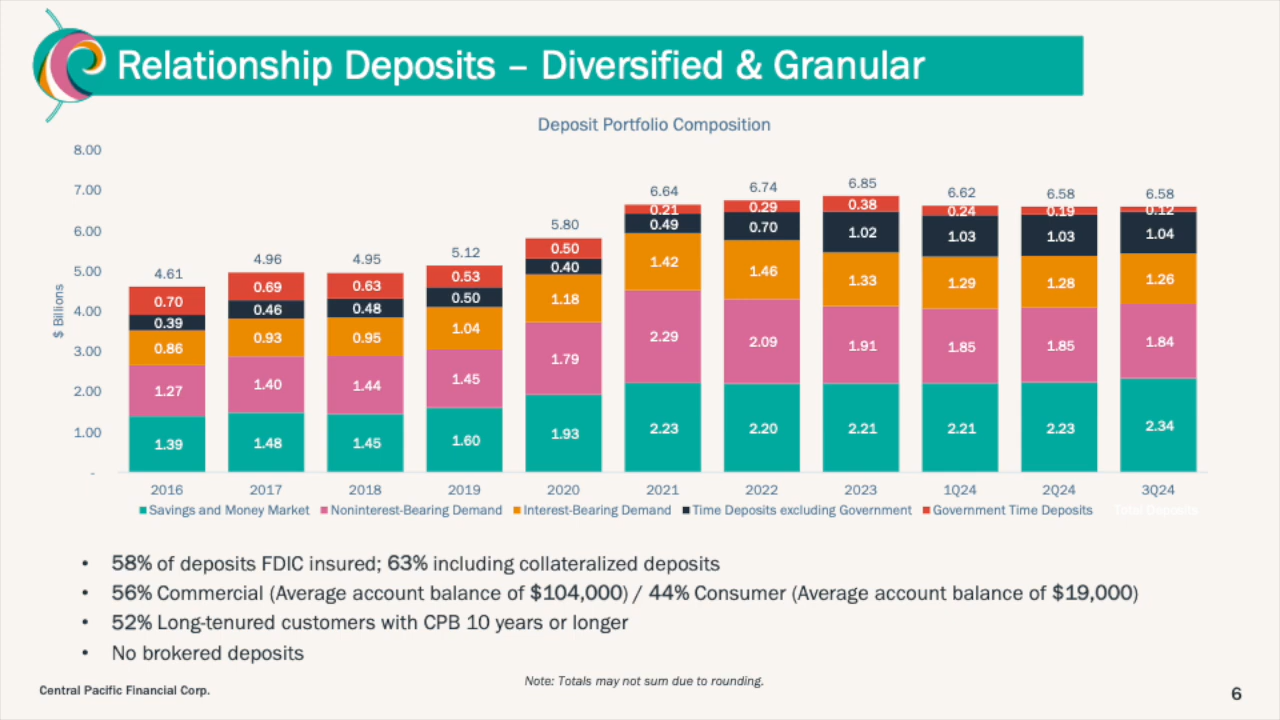 Relationship Deposits – Diversified & Granular
Deposit Portfolio Composition
8.00
7.00
6.00
5.00
4.00
3.00
2.00
1.00
-
$ Billions
4.61 4.96 4.95 5.12 5.80 6.64 6.74 6.85 6.62 6.58 6.58
0.70 0.69 0.63 0.53 0.50 0.21 0.29 0.38 0.24 0.19 0.12
0.39 0.46 0.48 0.50 0.40 0.49 0.70 1.02 1.03 1.03 1.04
0.86 0.93 0.95 1.04 1.18 1.42 1.46 1.33 1.29 1.28 1.26
1.27 1.40 1.44 1.45 1.79 2.29 2.09 1.91 1.85 1.85 1.84
1.39 1.48 1.45 1.60 1.93 2.23 2.20 2.21 2.21 2.23 2.34
2016 2017 2018 2019 2020 2021 2022 2023 1Q24 2Q24 3Q24
Savings and Money Market Noninterest-Bearing Demand Interest-Bearing Demand Time Deposits excluding Government Government Time Deposits Total Deposits
• 58% of deposits FDIC insured; 63% including collateralized deposits
• 56% Commercial (Average account balance of $104,000) / 44% Consumer (Average account balance of $19,000)
• 52% Long-tenured customers with CPB 10 years or longer
• No brokered deposits
Note: Totals may not sum due to rounding.
Central Pacific Financial Corp.
6